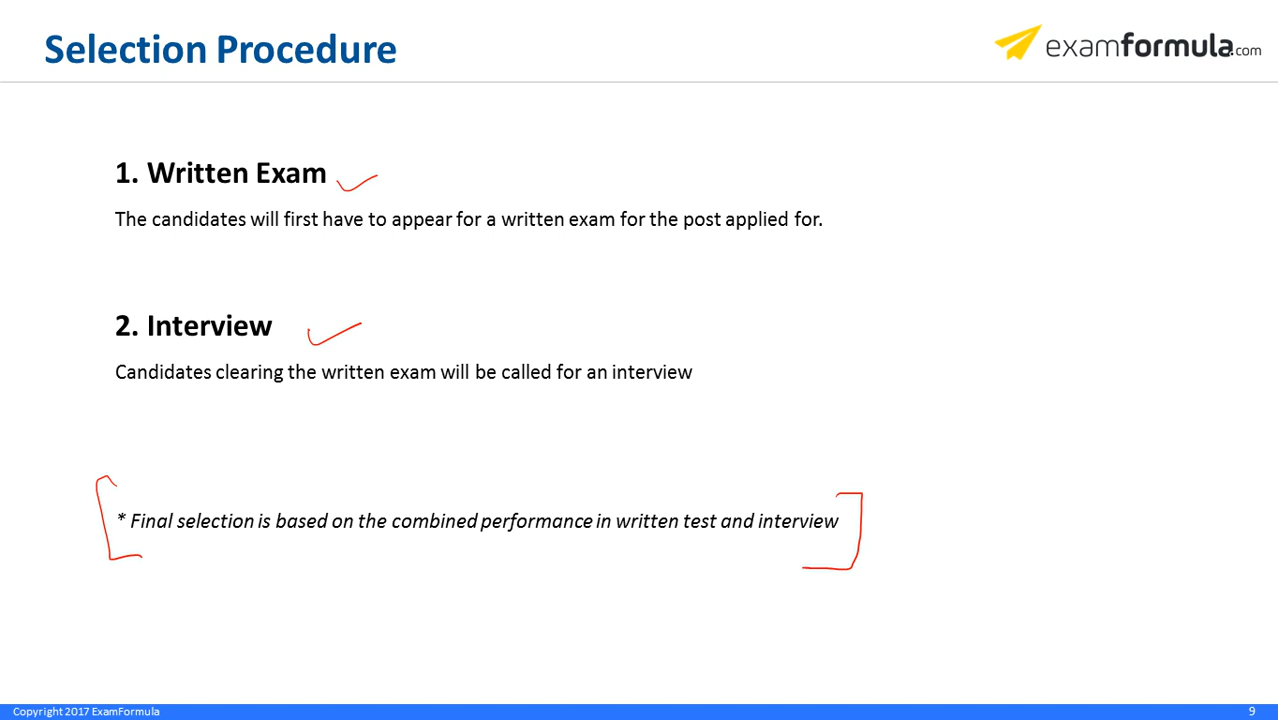 Selection Procedure
examformula.com
1. Written Exam
The candidates will first have to appear for a written exam for the post applied for.
2. Interview
Candidates clearing the written exam will be called for an interview
* Final selection is based on the combined performance in written test and interview
Copyright 2017 ExamFormula
9